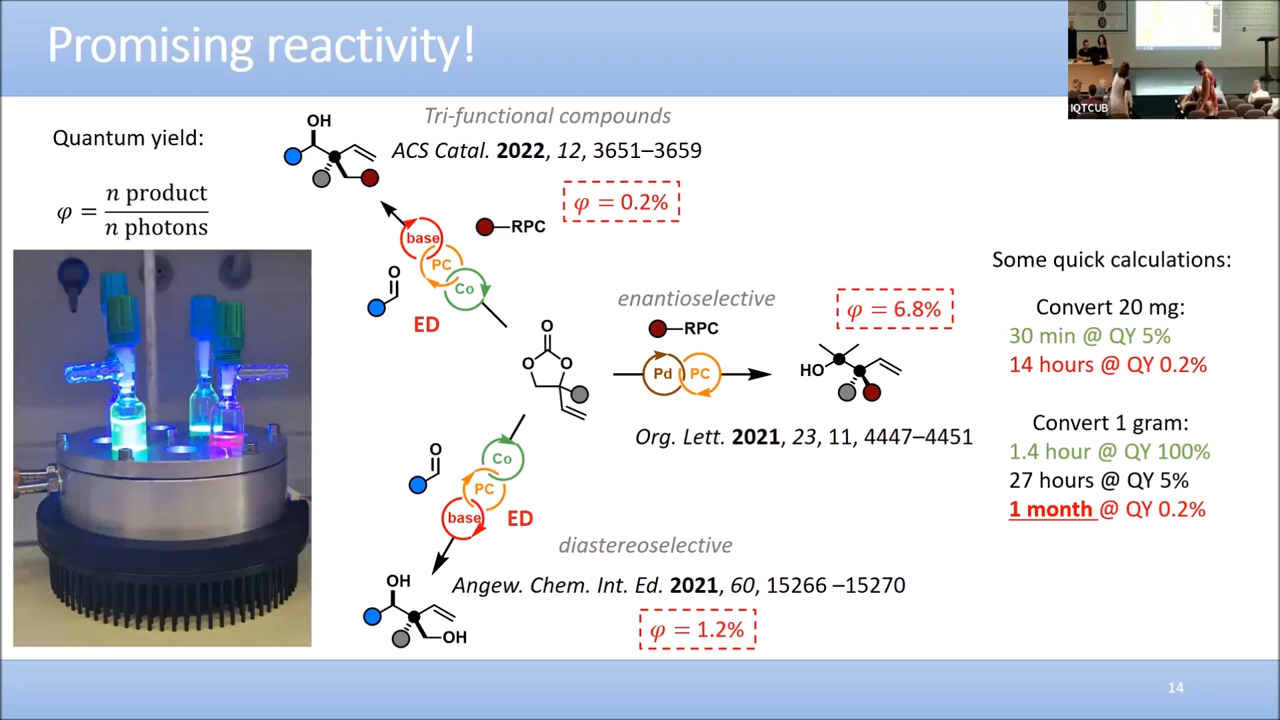 Promising reactivity!
IQTCUB
Quantum yield:
φ = n product / n photons
Tri-functional compounds
ACS Catal. 2022, 12, 3651–3659
φ = 0.2%
OH
RPC
base
PC
Co
O
ED
enantioselective
φ = 6.8%
RPC
Pd
PC
O
O
O
HO
Org. Lett. 2021, 23, 11, 4447–4451
O
Co
PC
base
ED
diastereoselective
Angew. Chem. Int. Ed. 2021, 60, 15266 –15270
φ = 1.2%
OH
OH
Some quick calculations:
Convert 20 mg:
30 min @ QY 5%
14 hours @ QY 0.2%
Convert 1 gram:
1.4 hour @ QY 100%
27 hours @ QY 5%
1 month @ QY 0.2%
14